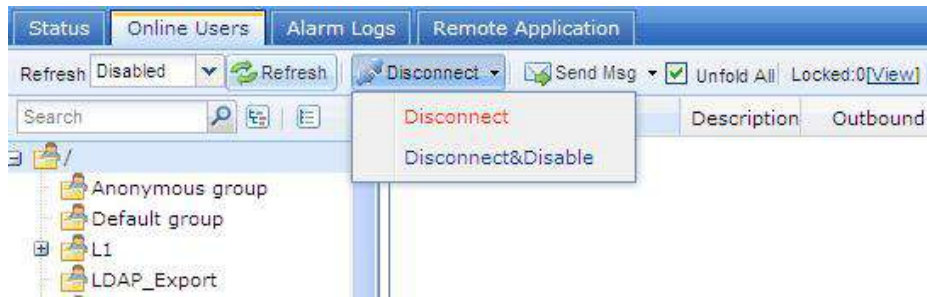 Status Online Users Alarm Logs Remote Application
Refresh Disabled Refresh Disconnect Send Msg Unfold All Locked:0[View]
Search Description Outbound
Disconnect
Disconnect&Disable
/
Anonymous group
Default group
L1
LDAP_Export